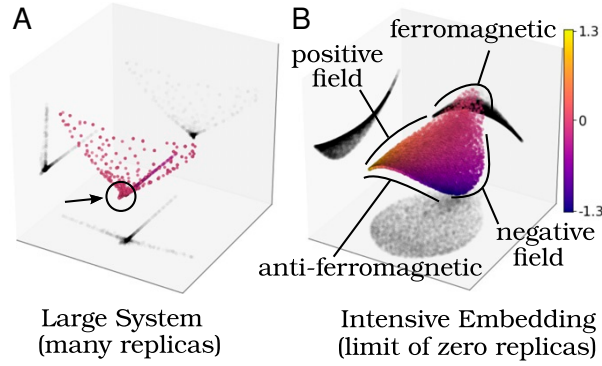 A
B
ferromagnetic
positive
field
1.3
0
-1.3
negative
field
anti-ferromagnetic
Large System
(many replicas)
Intensive Embedding
(limit of zero replicas)